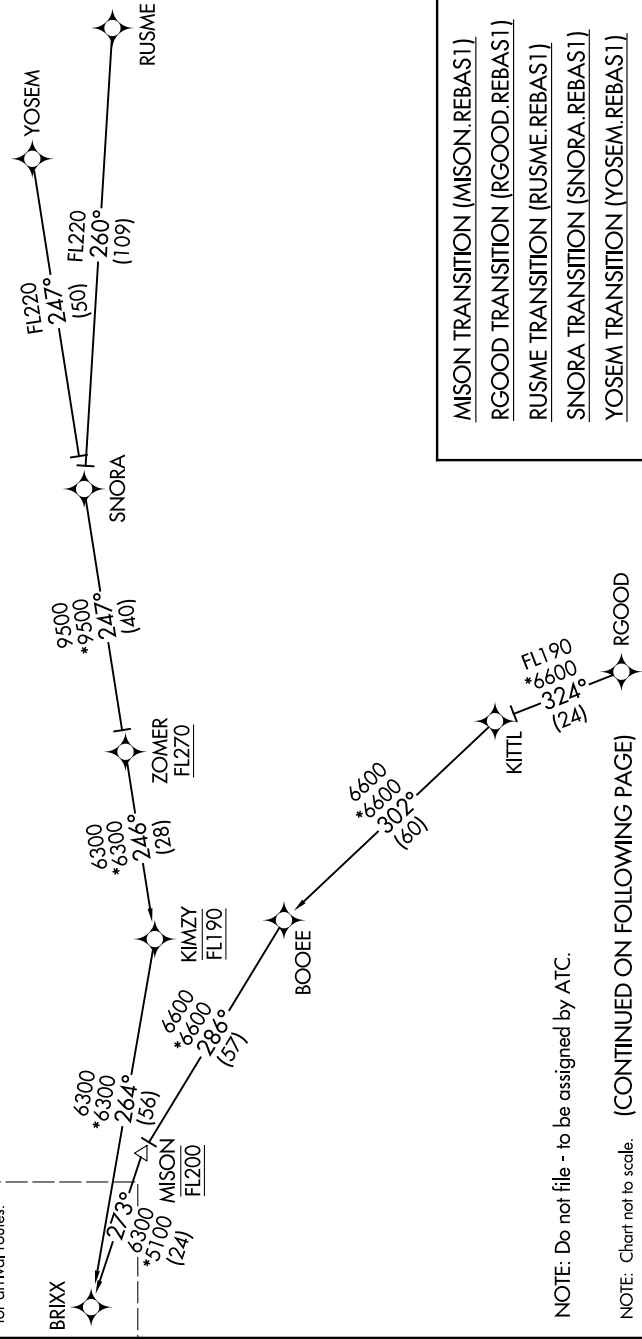 for arrival routes.
BRIXX
RUSME
YOSEM
FL220
247°
(50)
FL220
260°
(109)
SNORA
9500
*9500
247°
(40)
ZOMER
FL270
6300
*6300
246°
(28)
KIMZY
FL190
6300
*6300
264°
(56)
MISON
FL200
273°
6300
*5100
(24)
6600
*6600
286°
(57)
BOOEE
6600
*6600
302°
(60)
KITTL
FL190
*6600
324°
(24)
RGOOD
MISON TRANSITION (MISON.REBAS1)
RGOOD TRANSITION (RGOOD.REBAS1)
RUSME TRANSITION (RUSME.REBAS1)
SNORA TRANSITION (SNORA.REBAS1)
YOSEM TRANSITION (YOSEM.REBAS1)
NOTE: Do not file - to be assigned by ATC.
NOTE: Chart not to scale.
(CONTINUED ON FOLLOWING PAGE)